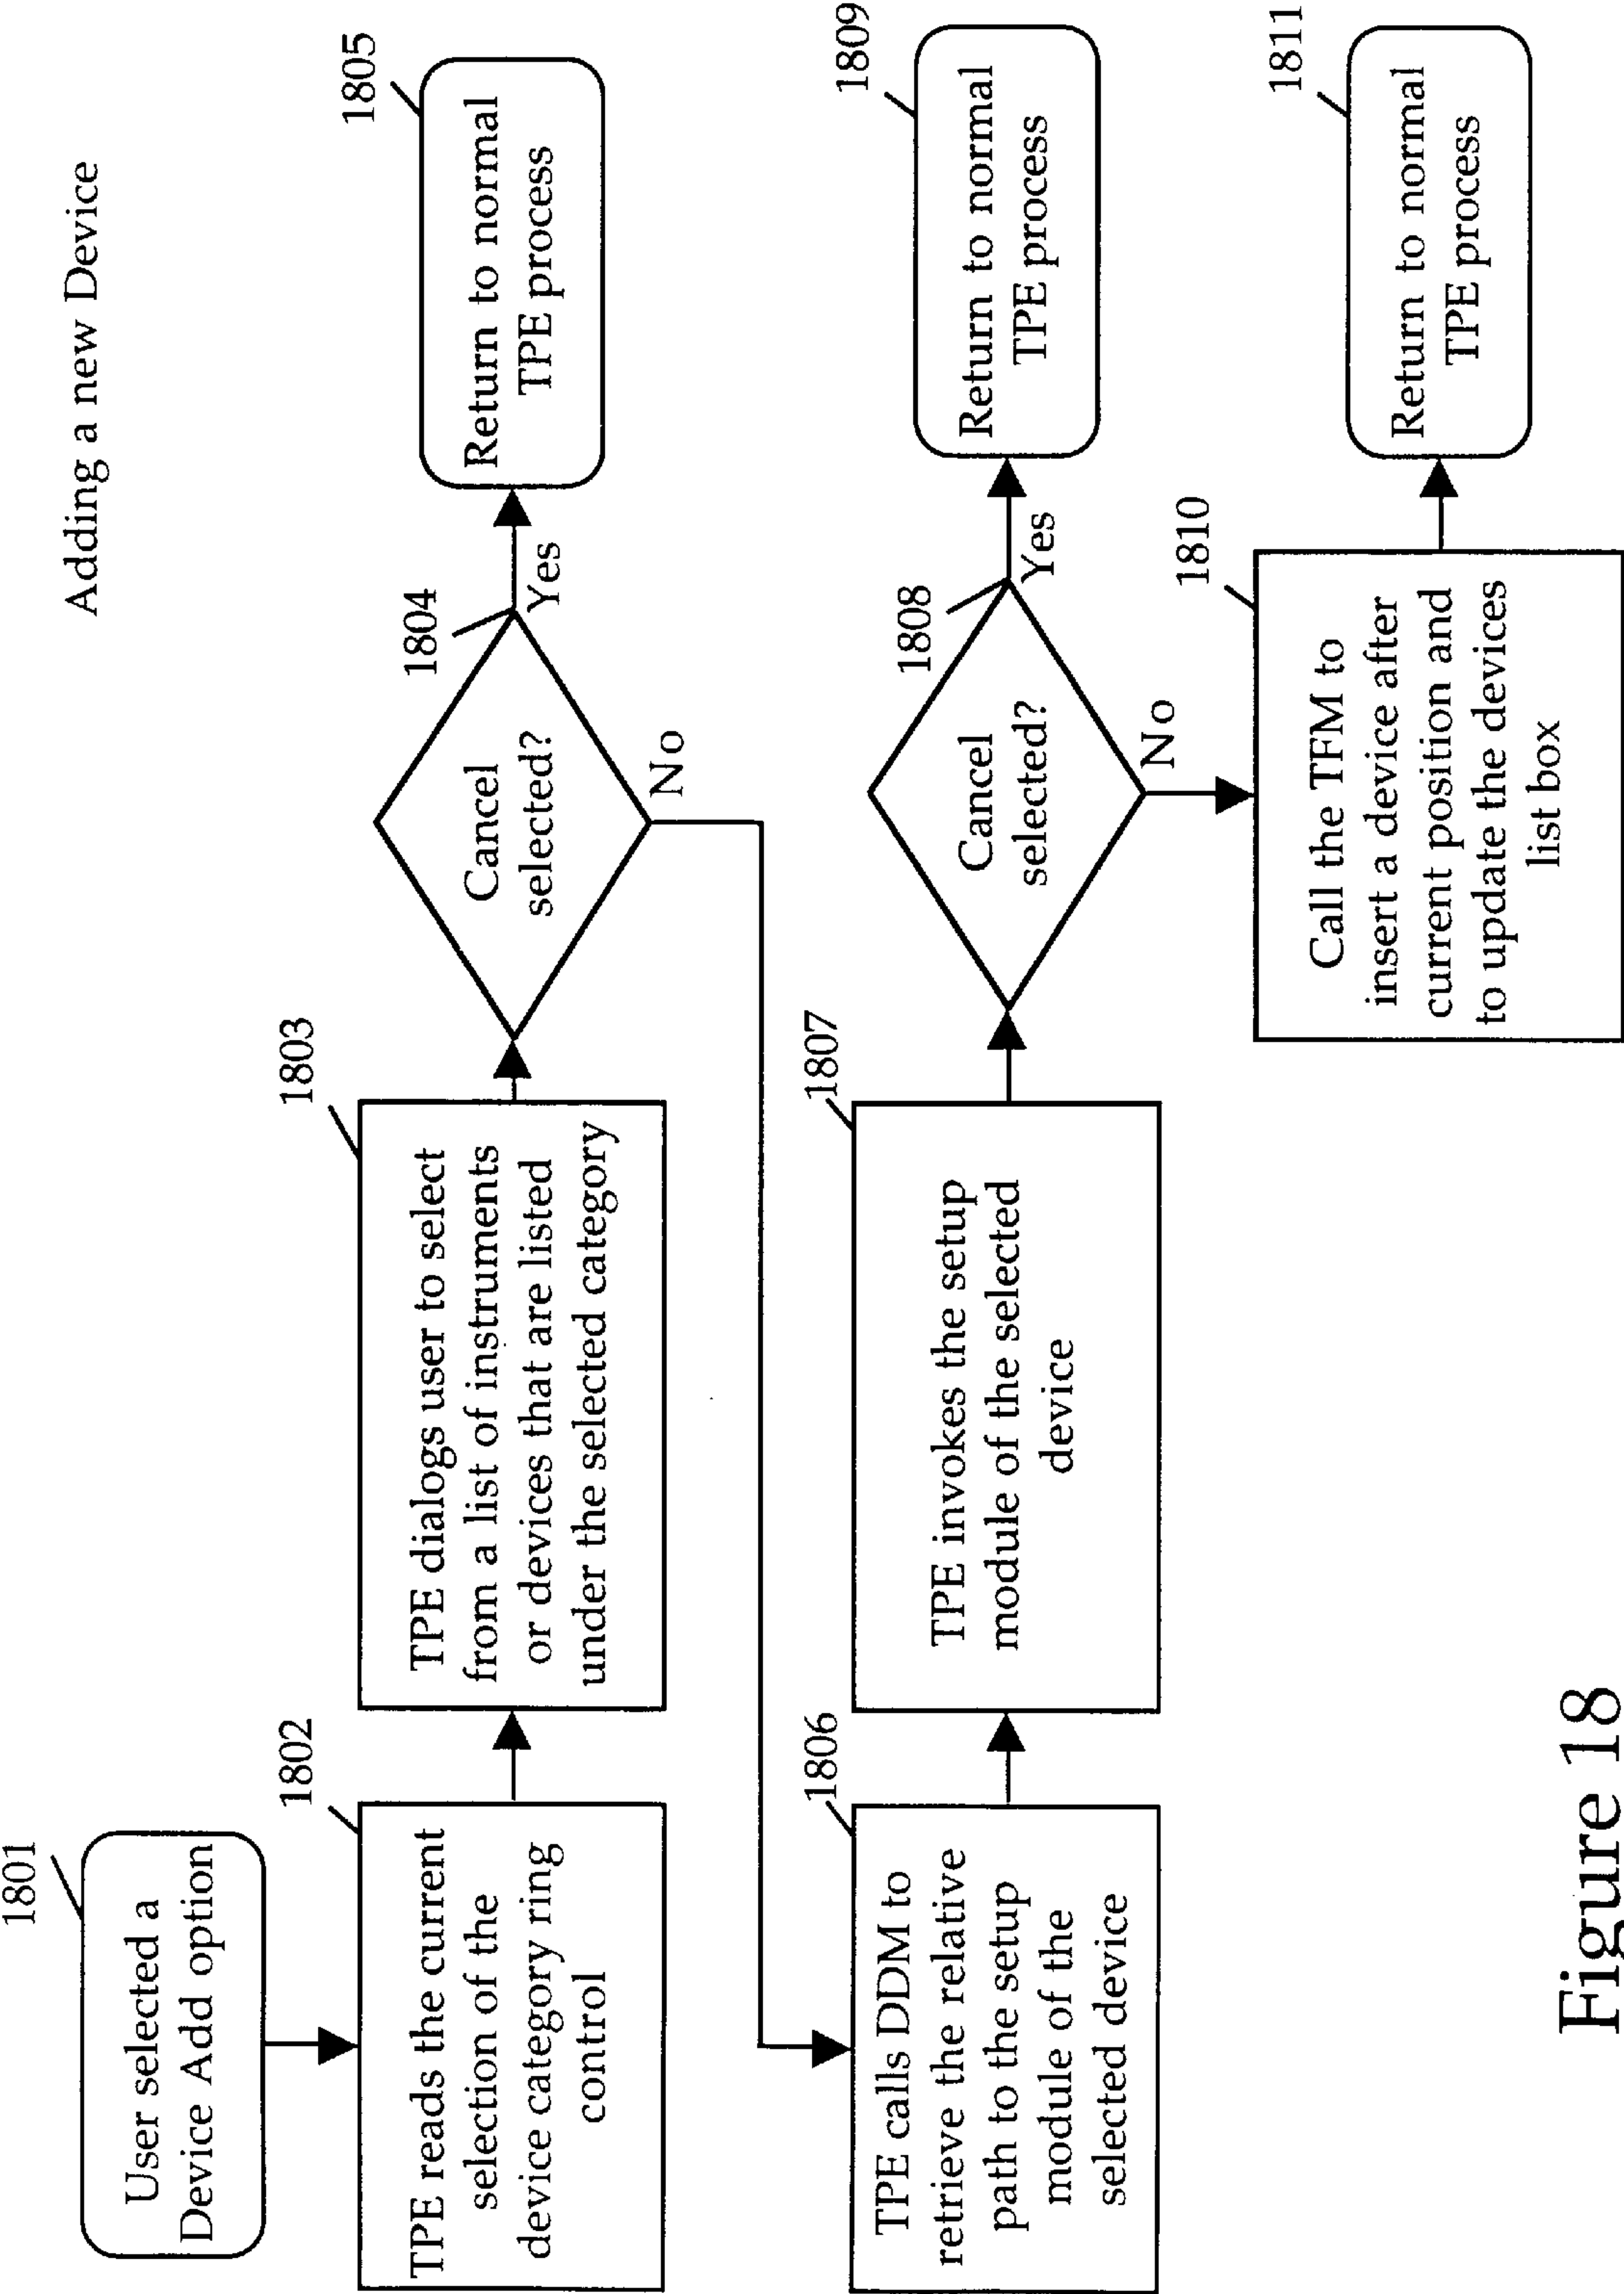 Adding a new Device
1801
User selected a
Device Add option
1802
TPE reads the current
selection of the
device category ring
control
1803
TPE dialogs user to select
from a list of instruments
or devices that are listed
under the selected category
1804
Cancel
selected?
Yes
No
1805
Return to normal
TPE process
1806
TPE calls DDM to
retrieve the relative
path to the setup
module of the
selected device
1807
TPE invokes the setup
module of the selected
device
1808
Cancel
selected?
Yes
No
1809
Return to normal
TPE process
1810
Call the TFM to
insert a device after
current position and
to update the devices
list box
1811
Return to normal
TPE process
Figure 18